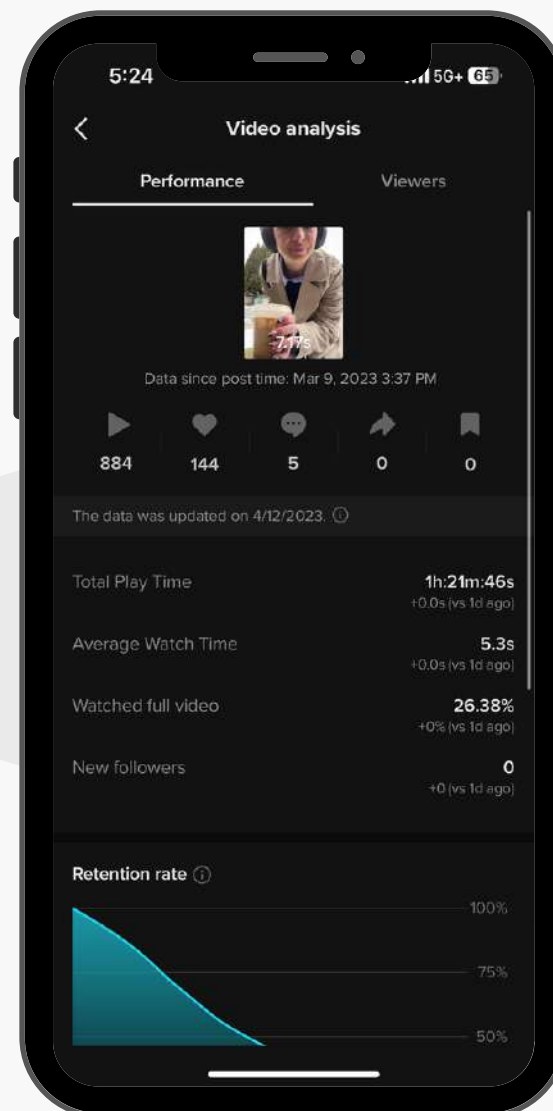 5:24
5G+ 65
Video analysis
Performance Viewers
7.17s
Data since post time: Mar 9, 2023 3:37 PM
884 144 5 0 0
The data was updated on 4/12/2023.
Total Play Time 1h:21m:46s
+0.0s (vs 1d ago)
Average Watch Time 5.3s
+0.0s (vs 1d ago)
Watched full video 26.38%
+0% (vs 1d ago)
New followers 0
+0 (vs 1d ago)
Retention rate
100%
75%
50%